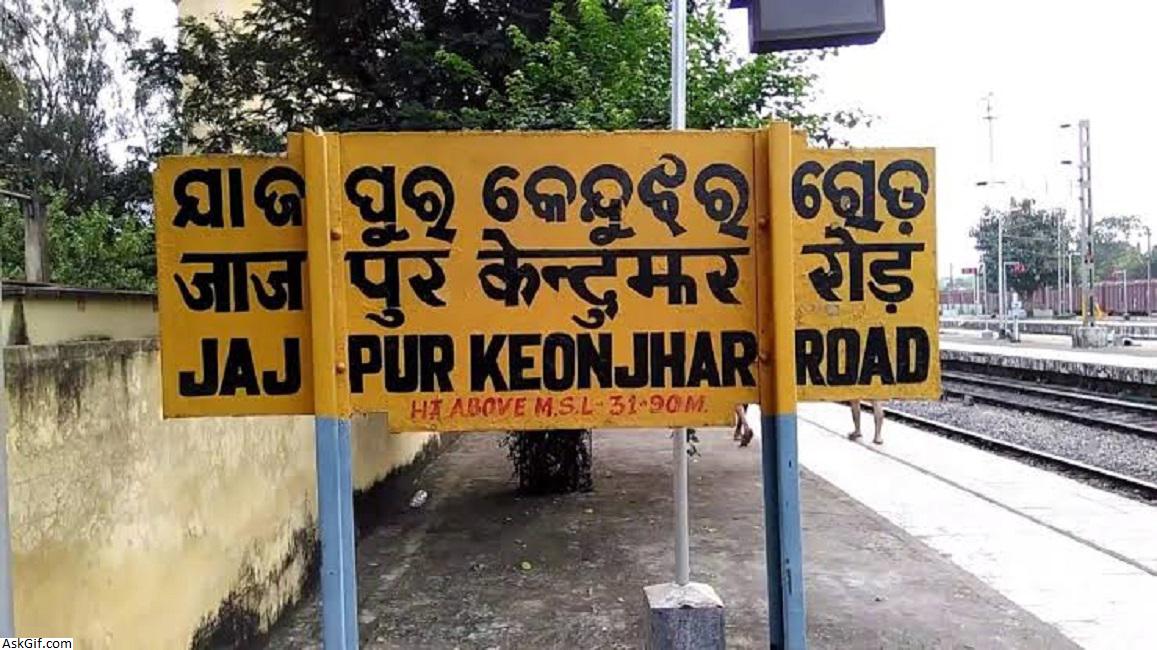 ଯାଜପୁର କେନ୍ଦୁଝର ରୋଡ଼
जाजपुर केन्दुझर रोड़
JAJPUR KEONJHAR ROAD
HT ABOVE M.S.L- 31.90M.
AskGif.com